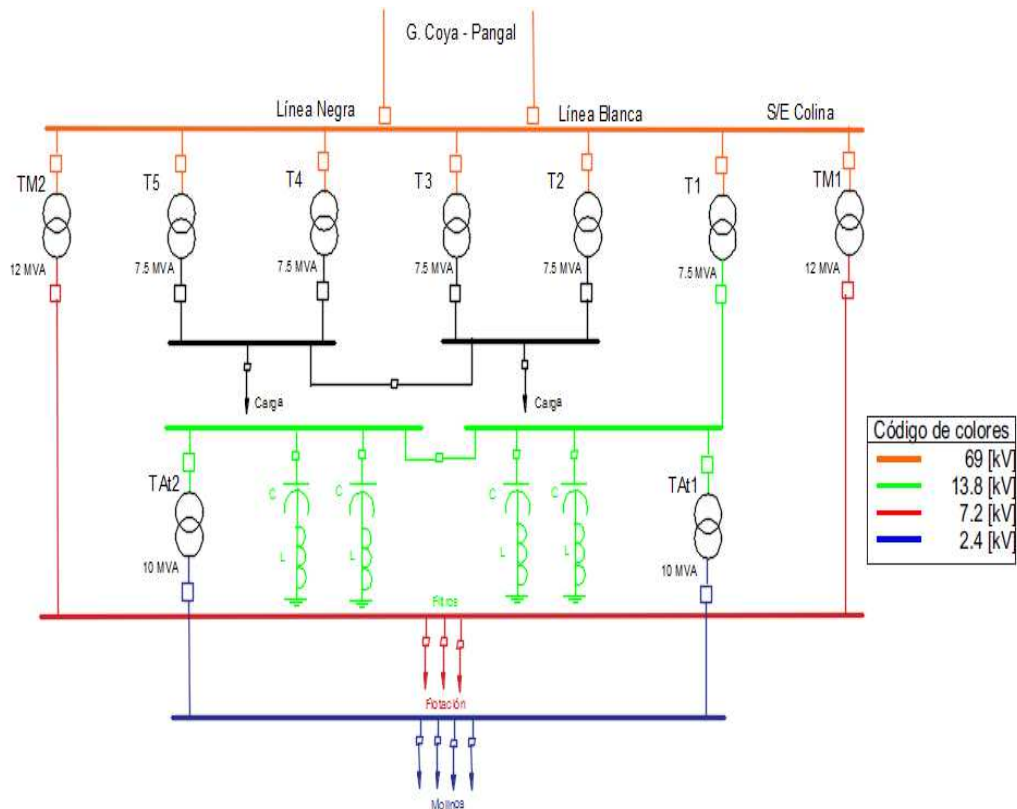 G. Coya - Pangal
Línea Negra
Línea Blanca
S/E Colina
TM2
T5
T4
T3
T2
T1
TM1
12 MVA
7.5 MVA
7.5 MVA
7.5 MVA
7.5 MVA
7.5 MVA
12 MVA
Carga
Carga
Código de colores
69 [kV]
13.8 [kV]
7.2 [kV]
2.4 [kV]
TAt2
C
C
C
C
TAt1
L
L
L
L
10 MVA
10 MVA
Filtros
Flotación
Molinos